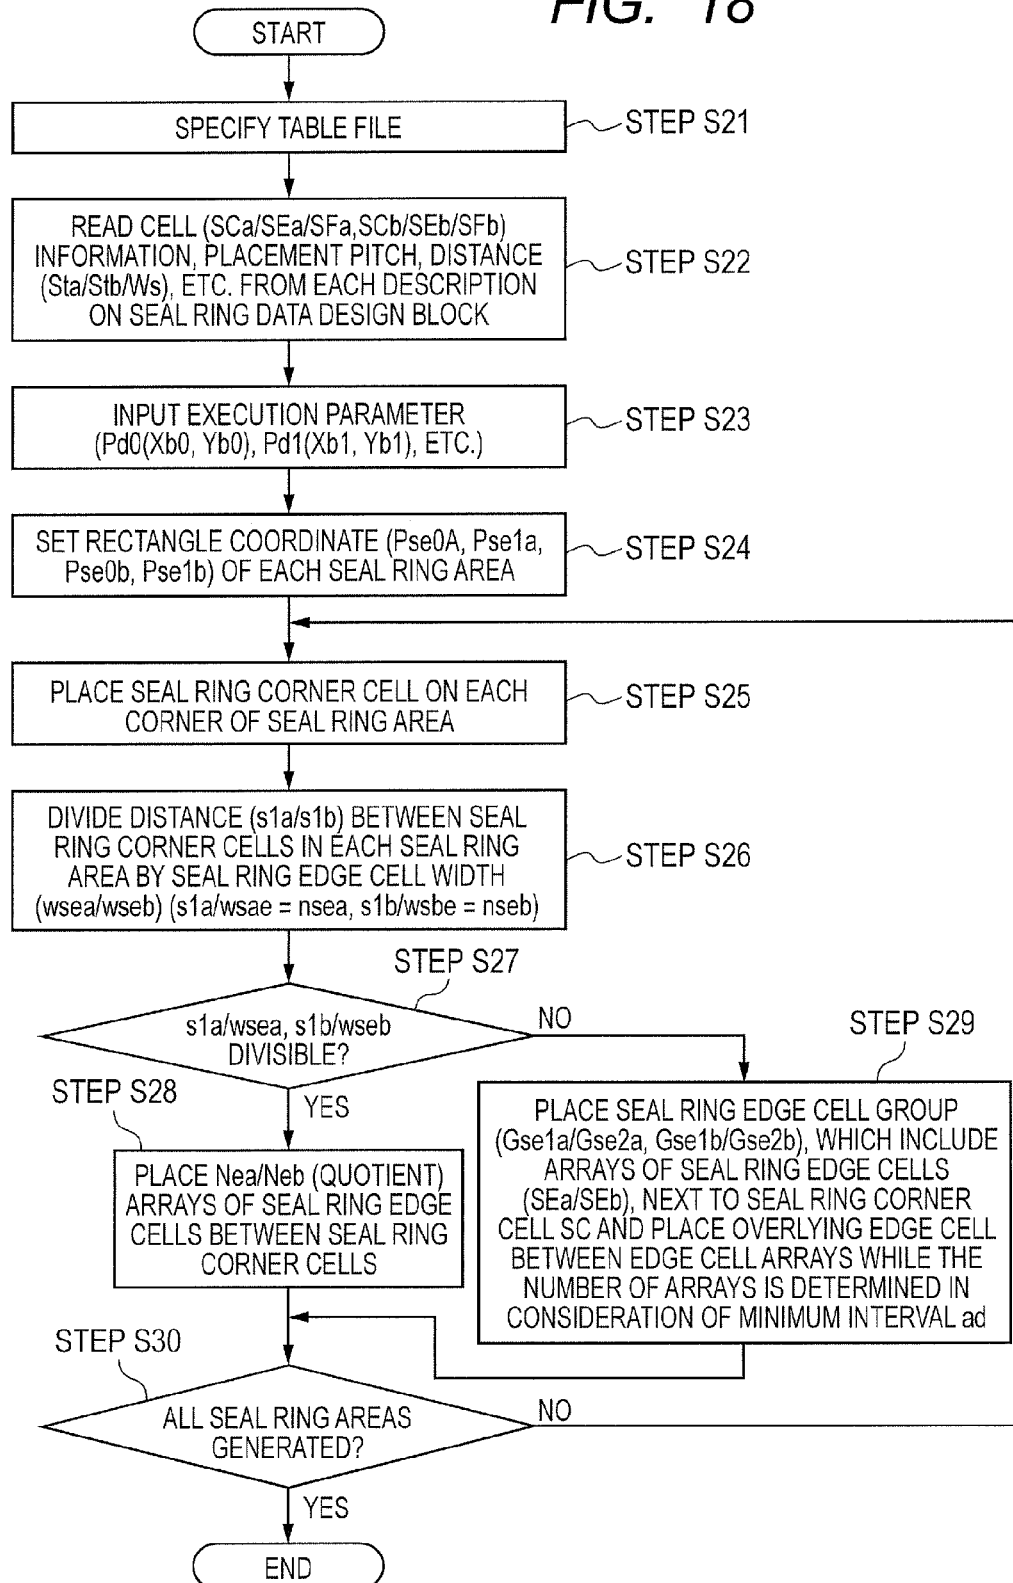 FIG. 18
START
SPECIFY TABLE FILE
STEP S21
READ CELL (SCa/SEa/SFa,SCb/SEb/SFb)
INFORMATION, PLACEMENT PITCH, DISTANCE
(Sta/Stb/Ws), ETC. FROM EACH DESCRIPTION
ON SEAL RING DATA DESIGN BLOCK
STEP S22
INPUT EXECUTION PARAMETER
(Pd0(Xb0, Yb0), Pd1(Xb1, Yb1), ETC.)
STEP S23
SET RECTANGLE COORDINATE (Pse0A, Pse1a,
Pse0b, Pse1b) OF EACH SEAL RING AREA
STEP S24
PLACE SEAL RING CORNER CELL ON EACH
CORNER OF SEAL RING AREA
STEP S25
DIVIDE DISTANCE (s1a/s1b) BETWEEN SEAL
RING CORNER CELLS IN EACH SEAL RING
AREA BY SEAL RING EDGE CELL WIDTH
(wsea/wseb) (s1a/wsae = nsea, s1b/wsbe = nseb)
STEP S26
STEP S27
s1a/wsea, s1b/wseb
DIVISIBLE?
NO
YES
STEP S28
PLACE Nea/Neb (QUOTIENT)
ARRAYS OF SEAL RING EDGE
CELLS BETWEEN SEAL RING
CORNER CELLS
STEP S29
PLACE SEAL RING EDGE CELL GROUP
(Gse1a/Gse2a, Gse1b/Gse2b), WHICH INCLUDE
ARRAYS OF SEAL RING EDGE CELLS
(SEa/SEb), NEXT TO SEAL RING CORNER
CELL SC AND PLACE OVERLYING EDGE CELL
BETWEEN EDGE CELL ARRAYS WHILE THE
NUMBER OF ARRAYS IS DETERMINED IN
CONSIDERATION OF MINIMUM INTERVAL ad
STEP S30
ALL SEAL RING AREAS
GENERATED?
NO
YES
END